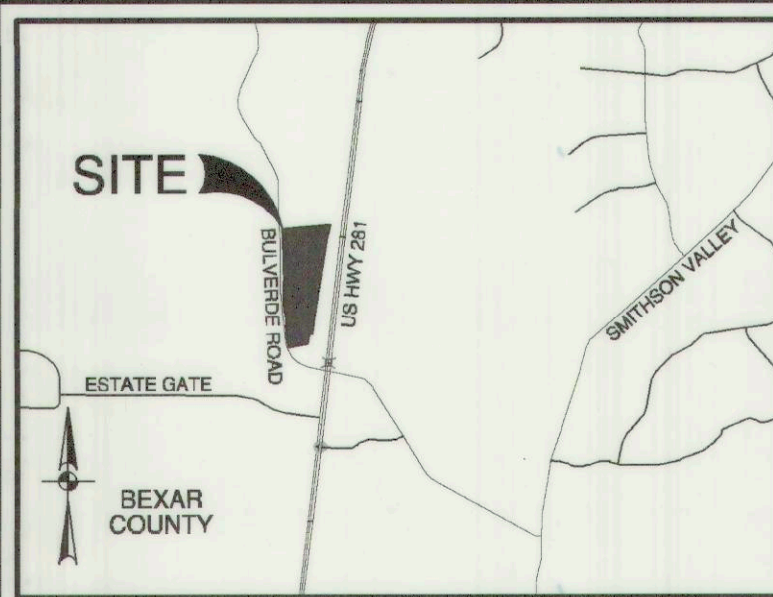 SITE
BULVERDE ROAD
US HWY 281
SMITHSON VALLEY
ESTATE GATE
BEXAR
COUNTY